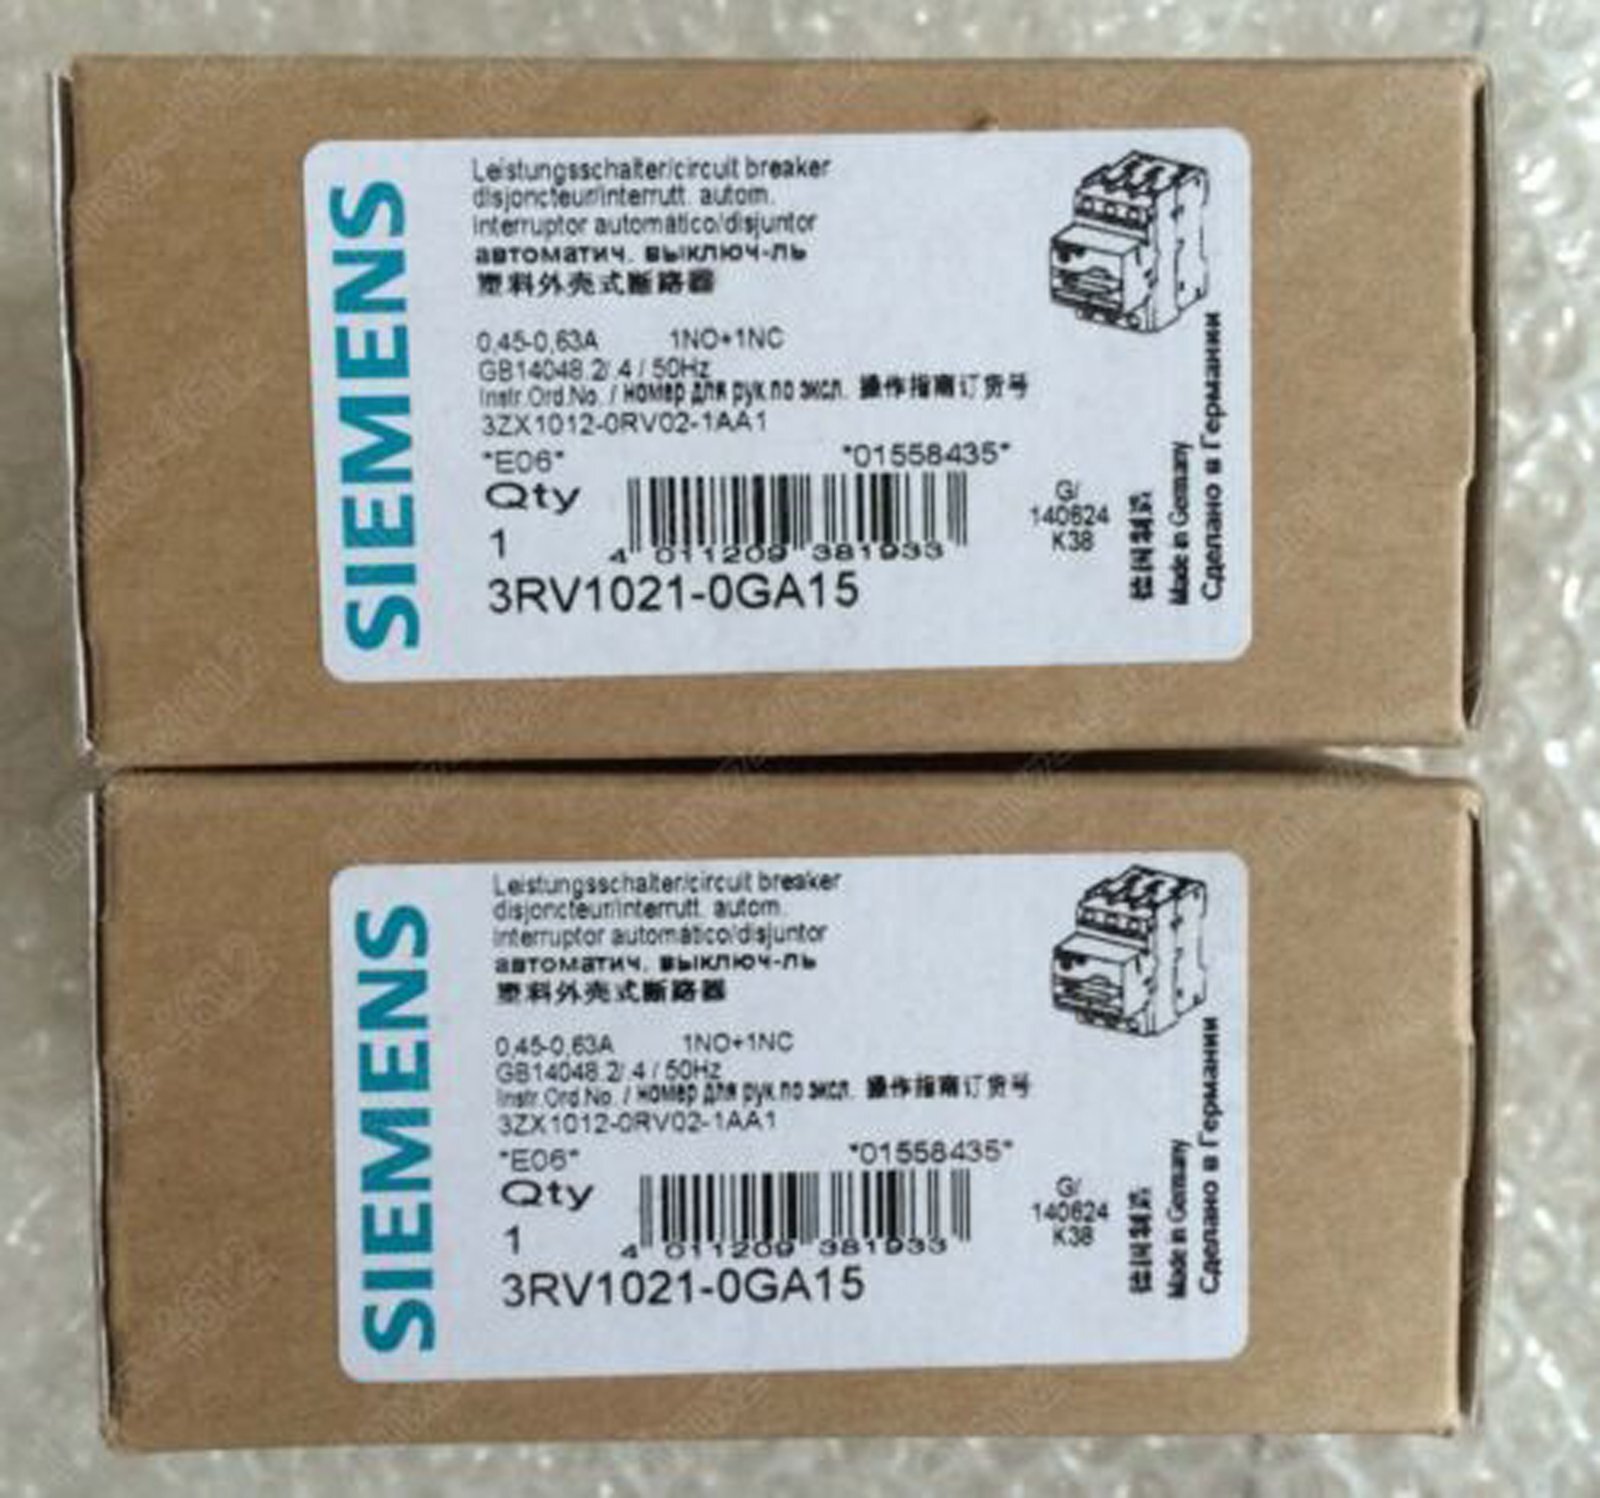 SIEMENS
Leistungsschalter/circuit breaker
disjoncteur/interrutt. autom.
interruptor automático/disjuntor
автоматич. выключ-ль
塑料外壳式断路器
0,45-0,63A 1NO+1NC
GB14048.2/.4 / 50Hz
Instr.Ord.No. / номер для рук.по эксл. 操作指南订货号
3ZX1012-0RV02-1AA1
*E06* *01558435*
Qty
1
4 011209 381933
3RV1021-0GA15
G/
140624
K38
德国制造
Made in Germany
Сделано в Германии
SIEMENS
Leistungsschalter/circuit breaker
disjoncteur/interrutt. autom.
interruptor automático/disjuntor
автоматич. выключ-ль
塑料外壳式断路器
0,45-0,63A 1NO+1NC
GB14048.2/.4 / 50Hz
Instr.Ord.No. / номер для рук.по эксл. 操作指南订货号
3ZX1012-0RV02-1AA1
*E06* *01558435*
Qty
1
4 011209 381933
3RV1021-0GA15
G/
140624
K38
德国制造
Made in Germany
Сделано в Германии